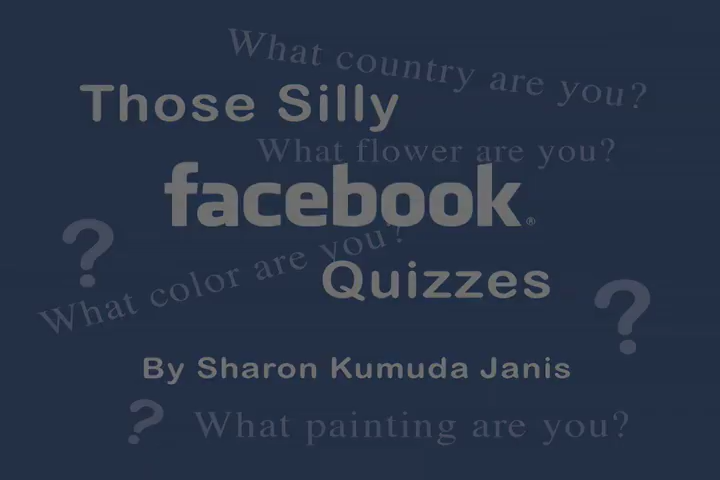 What country are you?
Those Silly
What flower are you?
facebook®
What color are you?
Quizzes
?
?
By Sharon Kumuda Janis
? What painting are you?